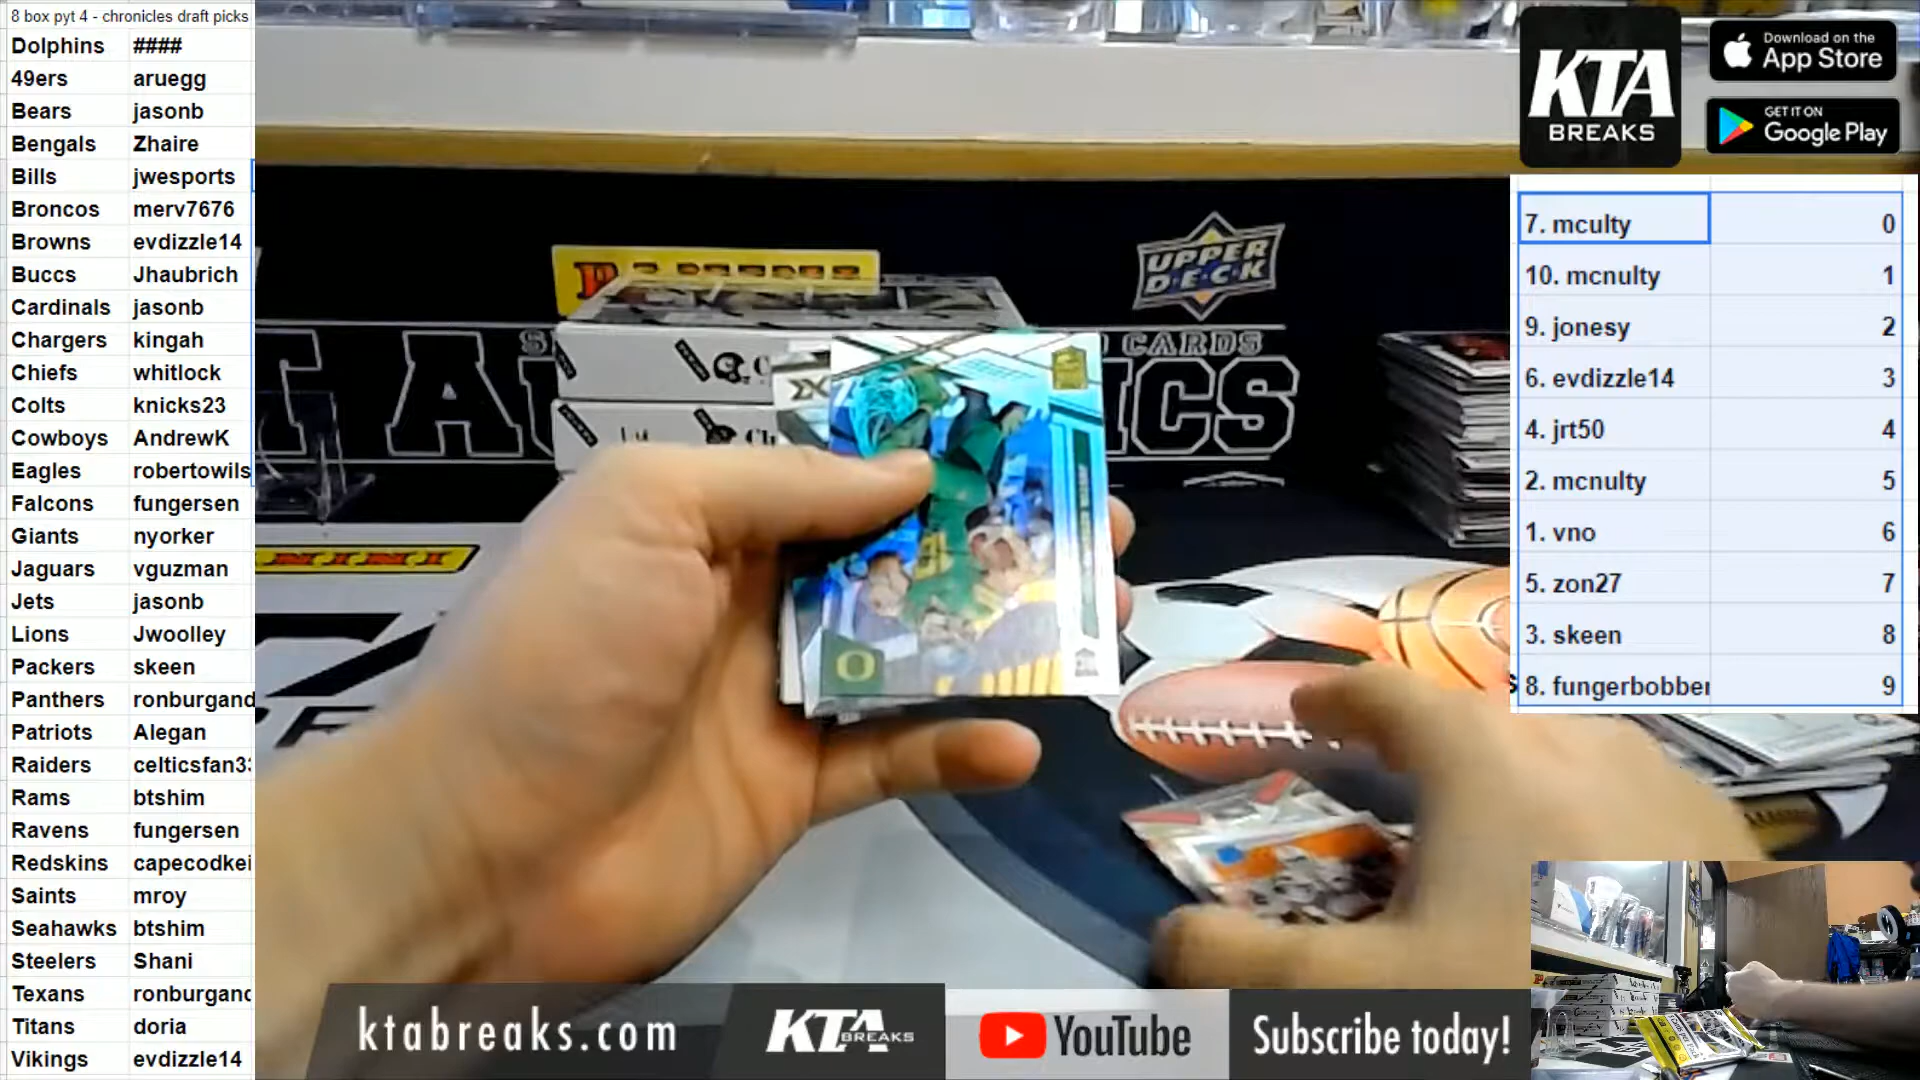 8 box pyt 4 - chronicles draft picks
Dolphins ####
49ers aruegg
Bears jasonb
Bengals Zhaire
Bills jwesports
Broncos merv7676
Browns evdizzle14
Buccs Jhaubrich
Cardinals jasonb
Chargers kingah
Chiefs whitlock
Colts knicks23
Cowboys AndrewK
Eagles robertowils
Falcons fungersen
Giants nyorker
Jaguars vguzman
Jets jasonb
Lions Jwoolley
Packers skeen
Panthers ronburgand
Patriots Alegan
Raiders celticsfan33
Rams btshim
Ravens fungersen
Redskins capecodkei
Saints mroy
Seahawks btshim
Steelers Shani
Texans ronburgand
Titans doria
Vikings evdizzle14
UPPER
DECK
CARDS
ICS
O
KTA
BREAKS
Download on the
App Store
GET IT ON
Google Play
7. mculty 0
10. mcnulty 1
9. jonesy 2
6. evdizzle14 3
4. jrt50 4
2. mcnulty 5
1. vno 6
5. zon27 7
3. skeen 8
8. fungerbobber 9
ktabreaks.com
KTA BREAKS
YouTube
Subscribe today!